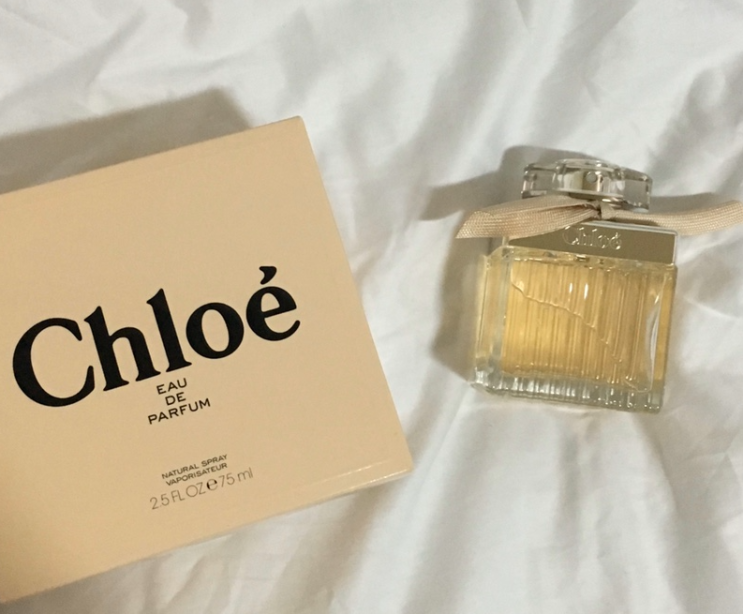 Chloé
EAU
DE
PARFUM
NATURAL SPRAY
VAPORISATEUR
2.5 FL OZ ℮ 75 ml
Chloé